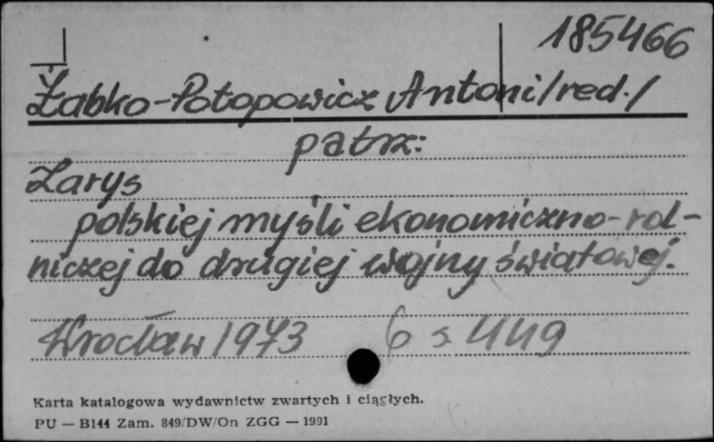 185466
Żabko-Potopowicz Antoni/red./
patrz:
Zarys
polskiej myśli ekonomiczno-rol-
niczej do drugiej wojny światowej.
Wrocław 1973 6 s 449
Karta katalogowa wydawnictw zwartych i ciągłych.
PU — B144 Zam. 849/DW/On ZGG — 1991